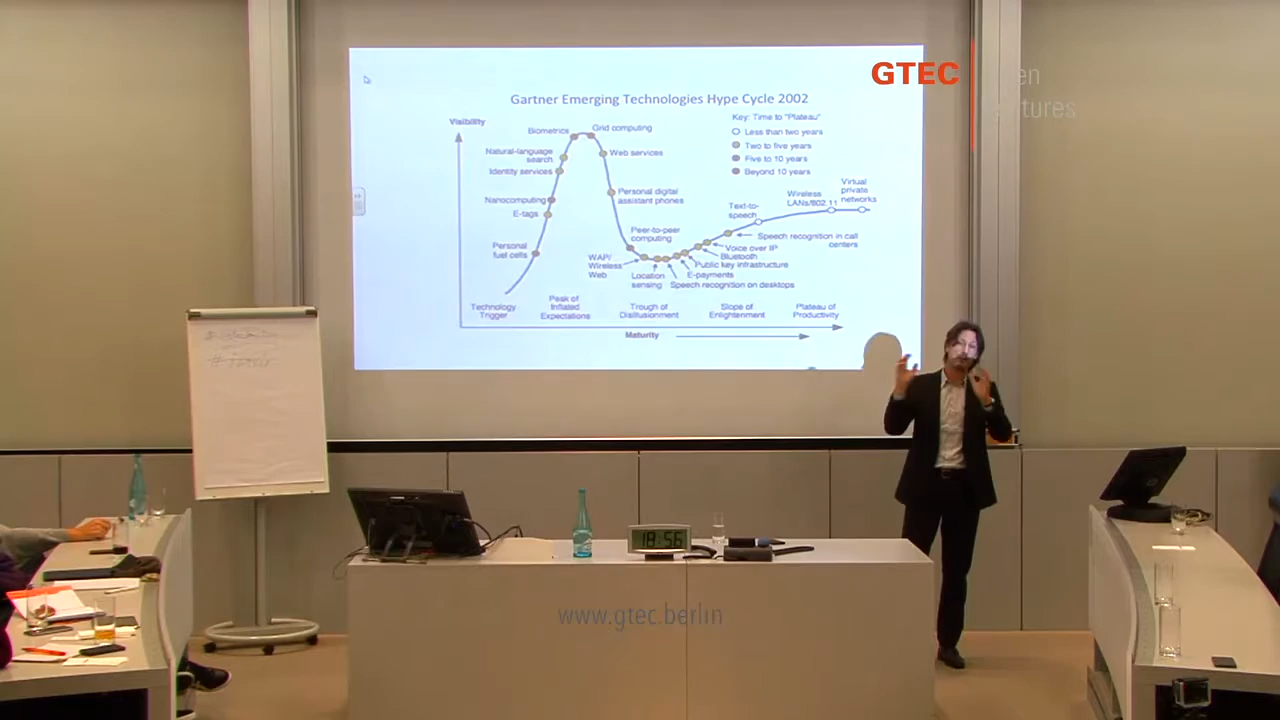 GTEC
Gartner Emerging Technologies Hype Cycle 2002
Visibility
Biometrics
Grid computing
Natural-language
search
Web services
Identity services
Nanocomputing
E-tags
Personal digital
assistant phones
Personal
fuel cells
Peer-to-peer
computing
WAP/
Wireless
Web
Location
sensing
Speech recognition on desktops
E-payments
Public key infrastructure
Bluetooth
Voice over IP
Speech recognition in call
centers
Text-to-
speech
Wireless
LANs/802.11
Virtual
private
networks
Key: Time to "Plateau"
Less than two years
Two to five years
Five to 10 years
Beyond 10 years
Technology
Trigger
Peak of
Inflated
Expectations
Trough of
Disillusionment
Slope of
Enlightenment
Plateau of
Productivity
Maturity
18:56
www.gtec.berlin